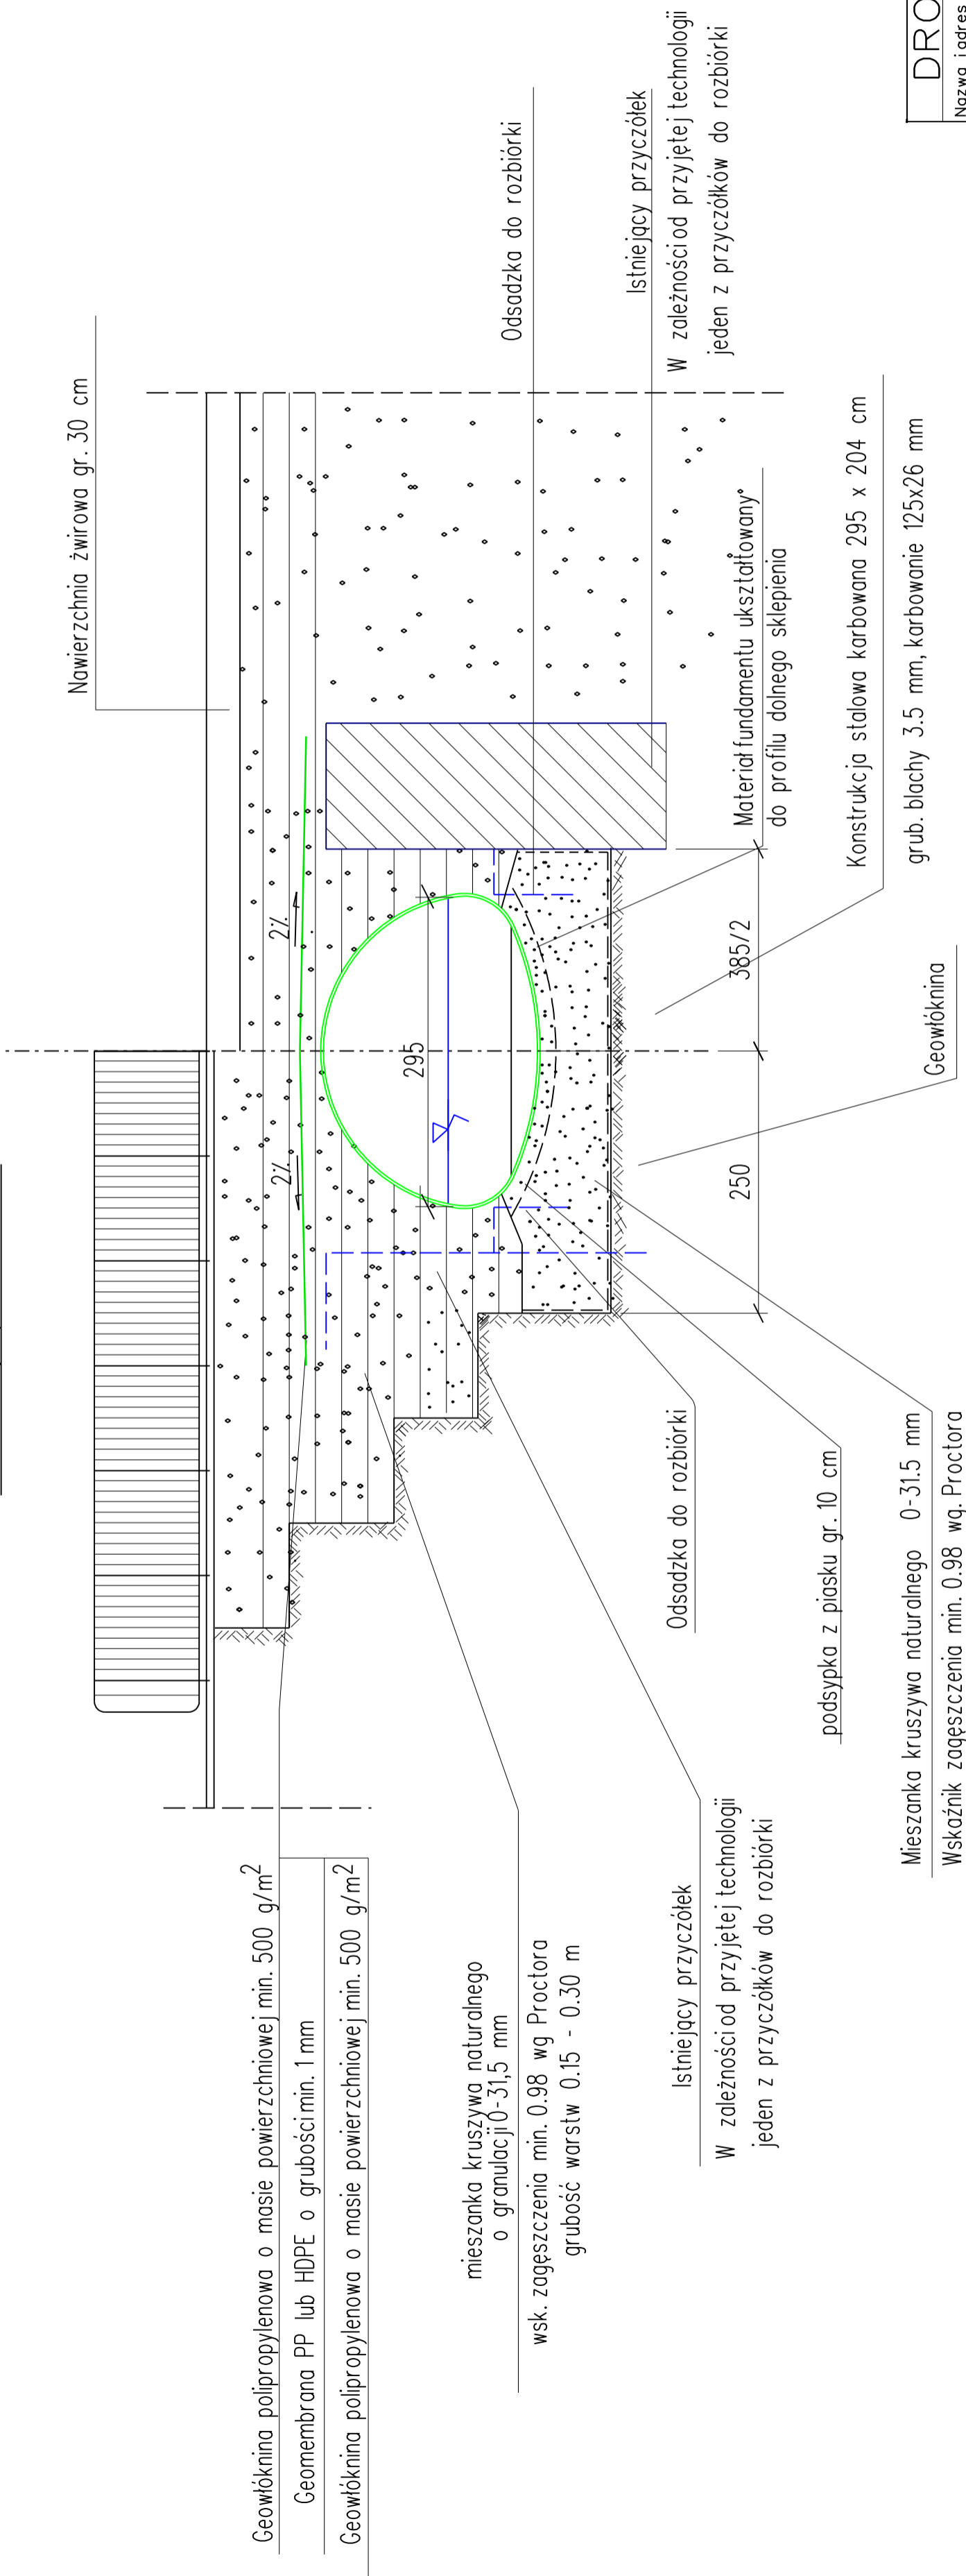 Geowłóknina polipropylenowa o masie powierzchniowej min. 500 g/m2
Geomembrana PP lub HDPE o grubości min. 1 mm
Geowłóknina polipropylenowa o masie powierzchniowej min. 500 g/m2
Nawierzchnia żwirowa gr. 30 cm
2%
2%
295
mieszanka kruszywa naturalnego
o granulacji 0-31,5 mm
wsk. zagęszczenia min. 0.98 wg Proctora
grubość warstw 0.15 - 0.30 m
Odsadzka do rozbiórki
Istniejący przyczółek
W zależności od przyjętej technologii
jeden z przyczółków do rozbiórki
Istniejący przyczółek
W zależności od przyjętej technologii
jeden z przyczółków do rozbiórki
Odsadzka do rozbiórki
250
385/2
Materiał fundamentu ukształtowany
do profilu dolnego sklepienia
podsypka z piasku gr. 10 cm
Konstrukcja stalowa karbowana 295 x 204 cm
grub. blachy 3.5 mm, karbowanie 125x26 mm
Mieszanka kruszywa naturalnego 0-31.5 mm
Wskaźnik zagęszczenia min. 0.98 wg. Proctora
Geowłóknina
DRO
Nazwa i adres